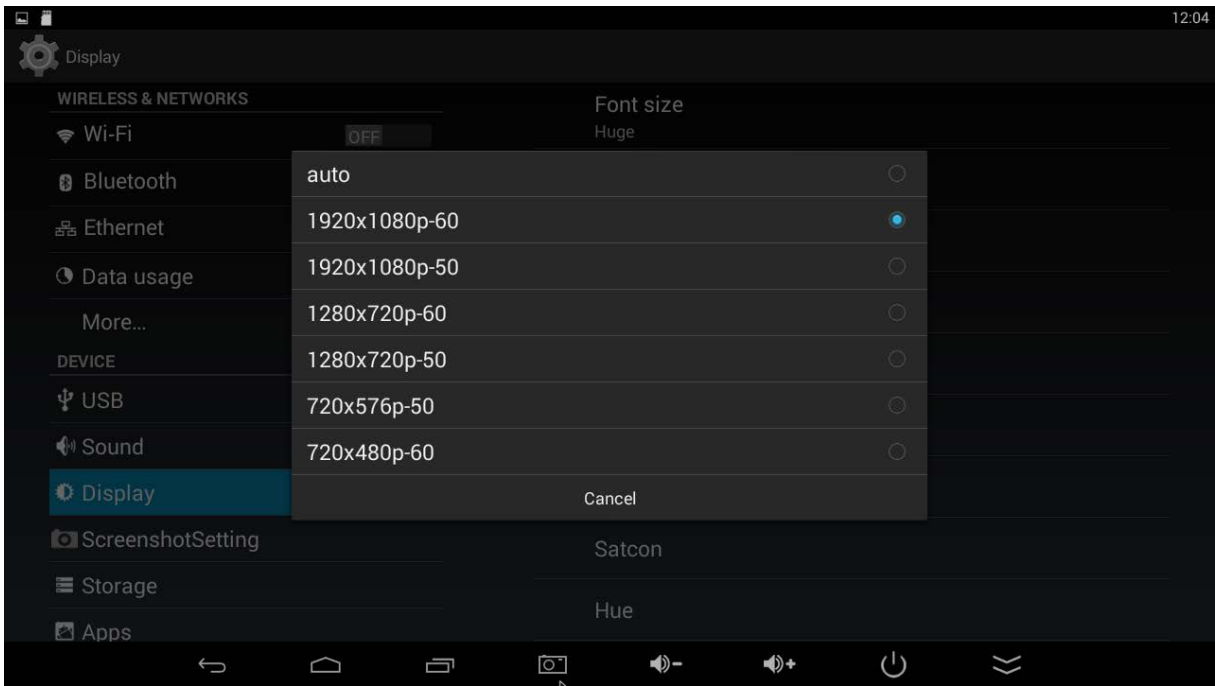 12:04
Display
WIRELESS & NETWORKS
Wi-Fi
OFF
Bluetooth
Ethernet
Data usage
More...
DEVICE
USB
Sound
Display
ScreenshotSetting
Storage
Apps
Font size
Huge
auto
1920x1080p-60
1920x1080p-50
1280x720p-60
1280x720p-50
720x576p-50
720x480p-60
Cancel
Satcon
Hue